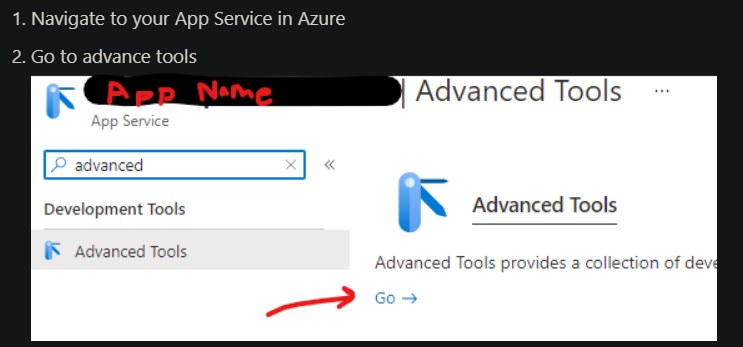 1. Navigate to your App Service in Azure
2. Go to advance tools
App Name | Advanced Tools ...
App Service
advanced
Development Tools
Advanced Tools
Advanced Tools
Advanced Tools provides a collection of deve
Go →